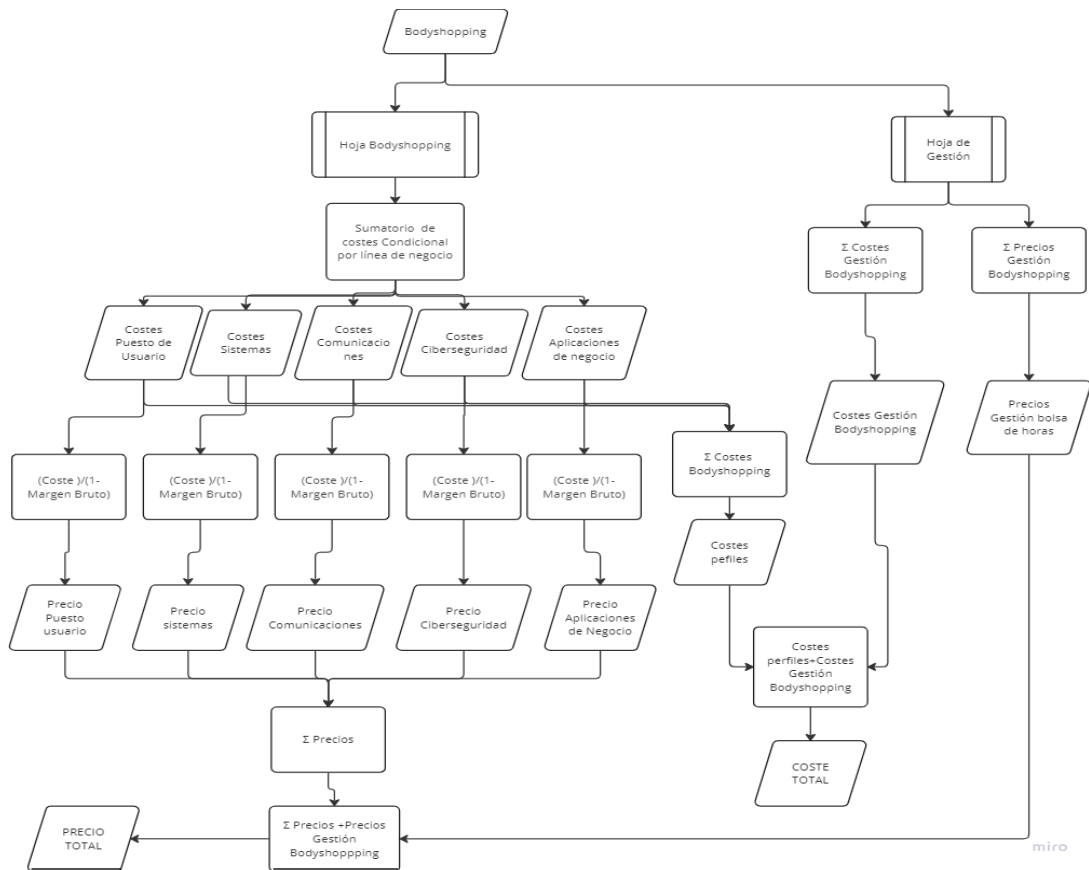 Bodyshopping
Hoja Bodyshopping
Hoja de
Gestión
Sumatorio de
costes Condicional
por línea de negocio
Σ Costes
Gestión
Bodyshopping
Σ Precios
Gestión
Bodyshopping
Costes
Puesto de
Usuario
Costes
Sistemas
Costes
Comunicacio
nes
Costes
Ciberseguridad
Costes
Aplicaciones
de negocio
Costes Gestión
Bodyshopping
Precios
Gestión bolsa
de horas
(Coste )/(1-
Margen Bruto)
(Coste )/(1-
Margen Bruto)
(Coste )/(1-
Margen Bruto)
(Coste )/(1-
Margen Bruto)
(Coste )/(1-
Margen Bruto)
Σ Costes
Bodyshopping
Costes
pefiles
Precio
Puesto
usuario
Precio
sistemas
Precio
Comunicaciones
Precio
Ciberseguridad
Precio
Aplicaciones
de Negocio
Costes
perfiles+Costes
Gestión
Bodyshopping
Σ Precios
COSTE
TOTAL
PRECIO
TOTAL
Σ Precios +Precios
Gestión
Bodyshoppping
miro